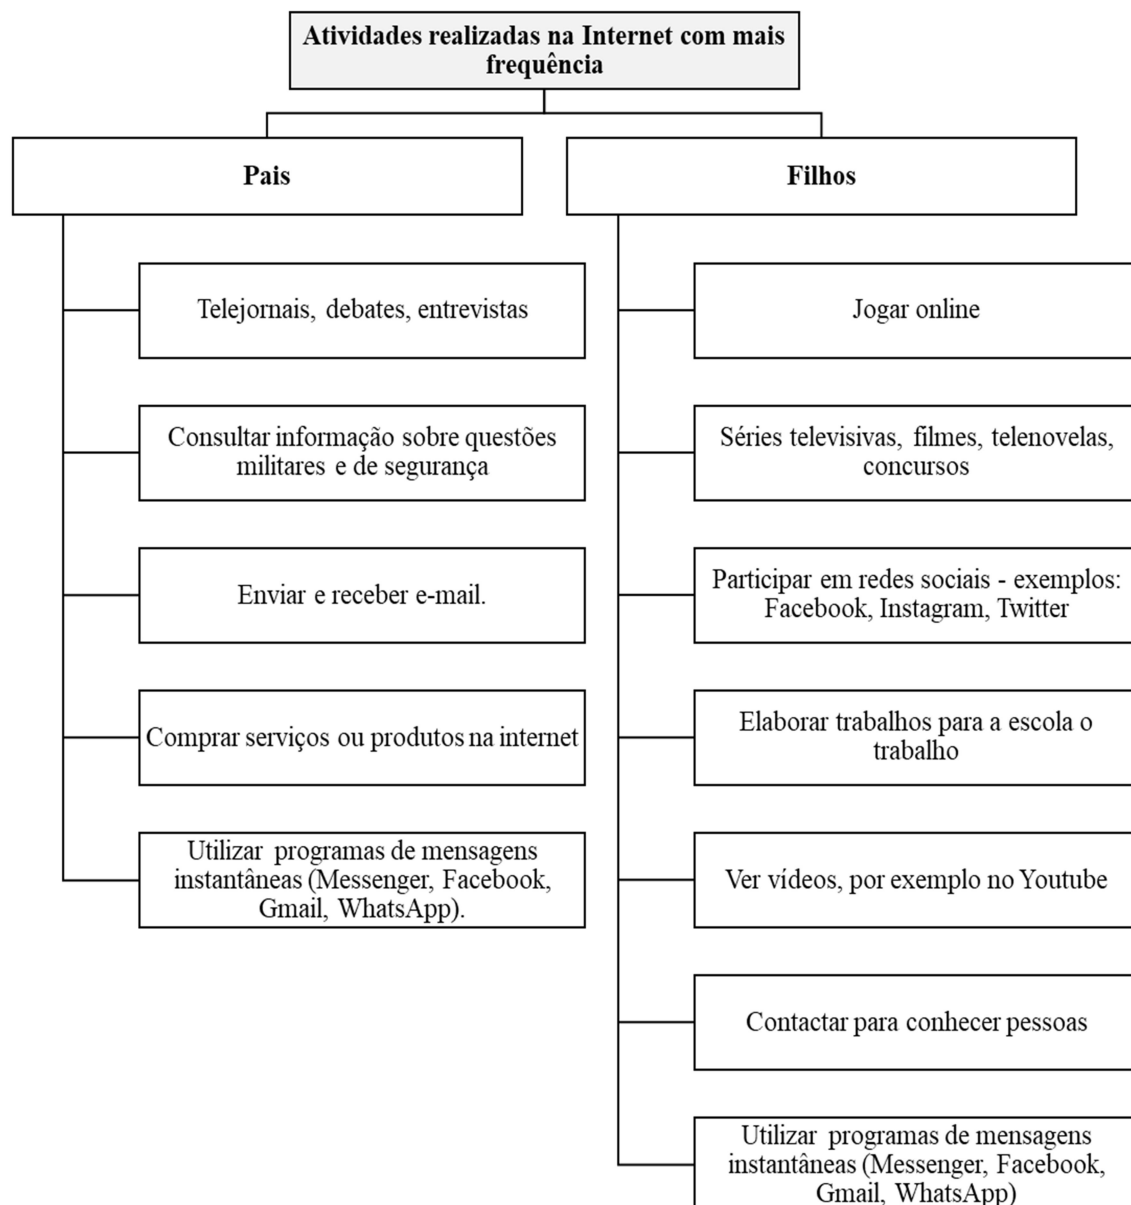 Atividades realizadas na Internet com mais
frequência
Pais
Filhos
Telejornais, debates, entrevistas
Consultar informação sobre questões
militares e de segurança
Enviar e receber e-mail.
Comprar serviços ou produtos na internet
Utilizar programas de mensagens
instantâneas (Messenger, Facebook,
Gmail, WhatsApp).
Jogar online
Séries televisivas, filmes, telenovelas,
concursos
Participar em redes sociais - exemplos:
Facebook, Instagram, Twitter
Elaborar trabalhos para a escola o
trabalho
Ver vídeos, por exemplo no Youtube
Contactar para conhecer pessoas
Utilizar programas de mensagens
instantâneas (Messenger, Facebook,
Gmail, WhatsApp)